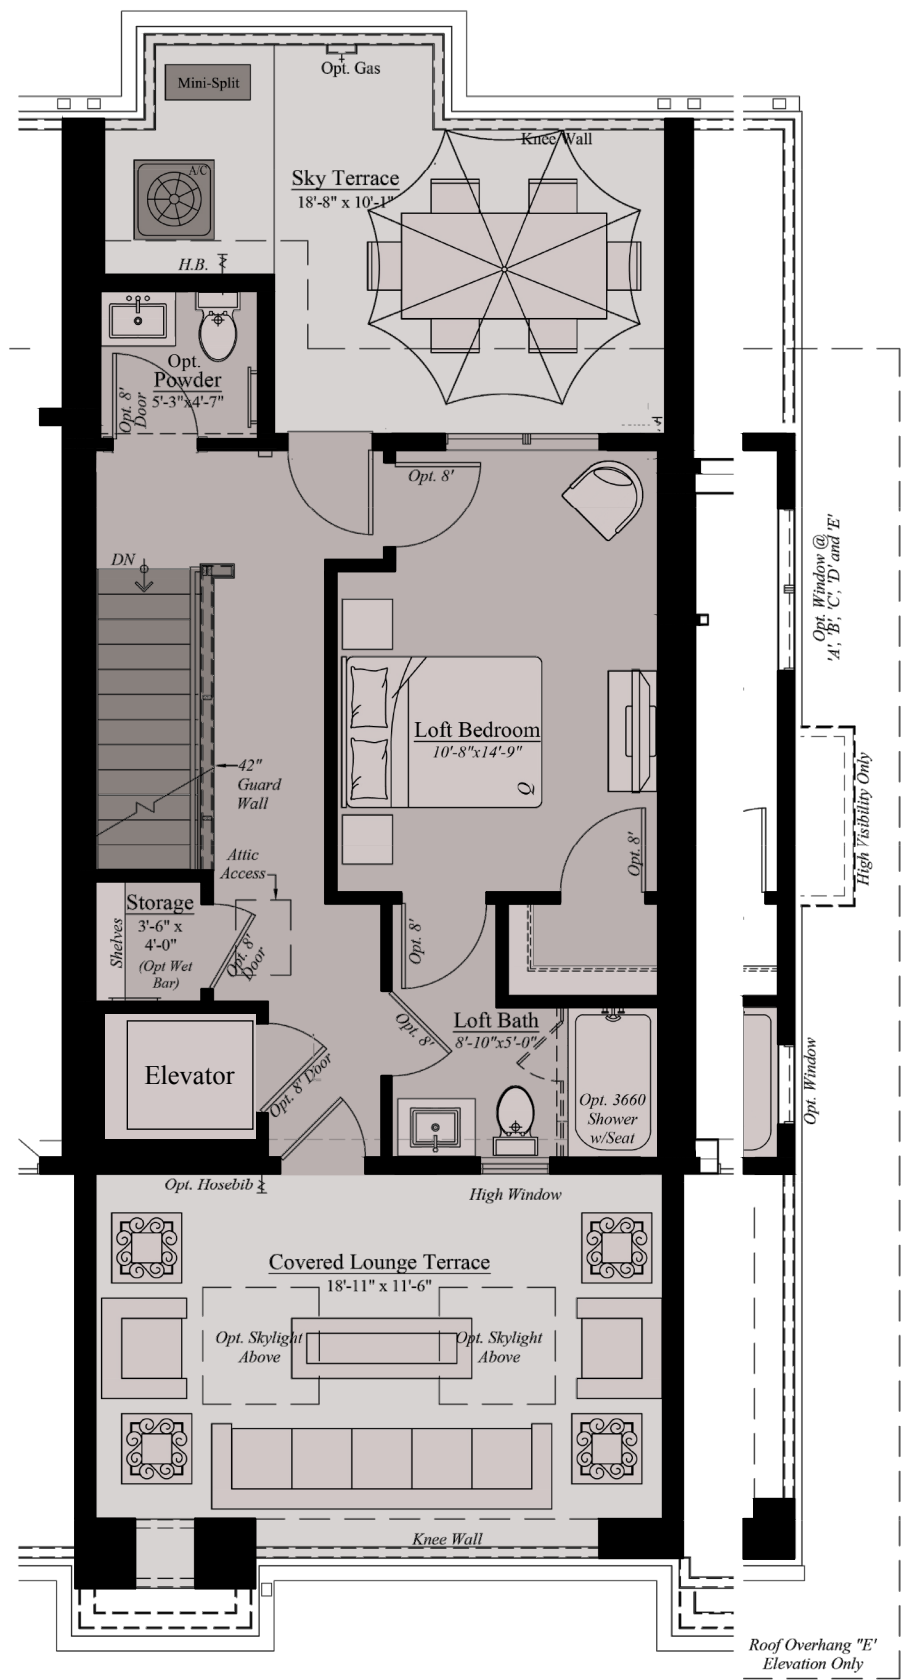 Opt. Gas
Mini-Split
Knee Wall
A/C
Sky Terrace
18'-8" x 10'-1"
H.B.
Opt.
Powder
5'-3"x4'-7"
Opt. 8'
Door
Opt. 8'
DN
Opt. Window @
'A', 'B', 'C', 'D' and 'E'
Loft Bedroom
10'-8"x14'-9"
Q
42"
Guard
Wall
High Visibility Only
Attic
Access
Opt. 8'
Storage
3'-6" x
4'-0"
(Opt Wet
Bar)
Shelves
Opt. 8'
Door
Opt. 8'
Opt. 8'
Loft Bath
8'-10"x5'-0"
Elevator
Opt. 8' Door
Opt. 3660
Shower
w/Seat
Opt. Window
Opt. Hosebib
High Window
Covered Lounge Terrace
18'-11" x 11'-6"
Opt. Skylight
Above
Opt. Skylight
Above
Knee Wall
Roof Overhang "E'
Elevation Only